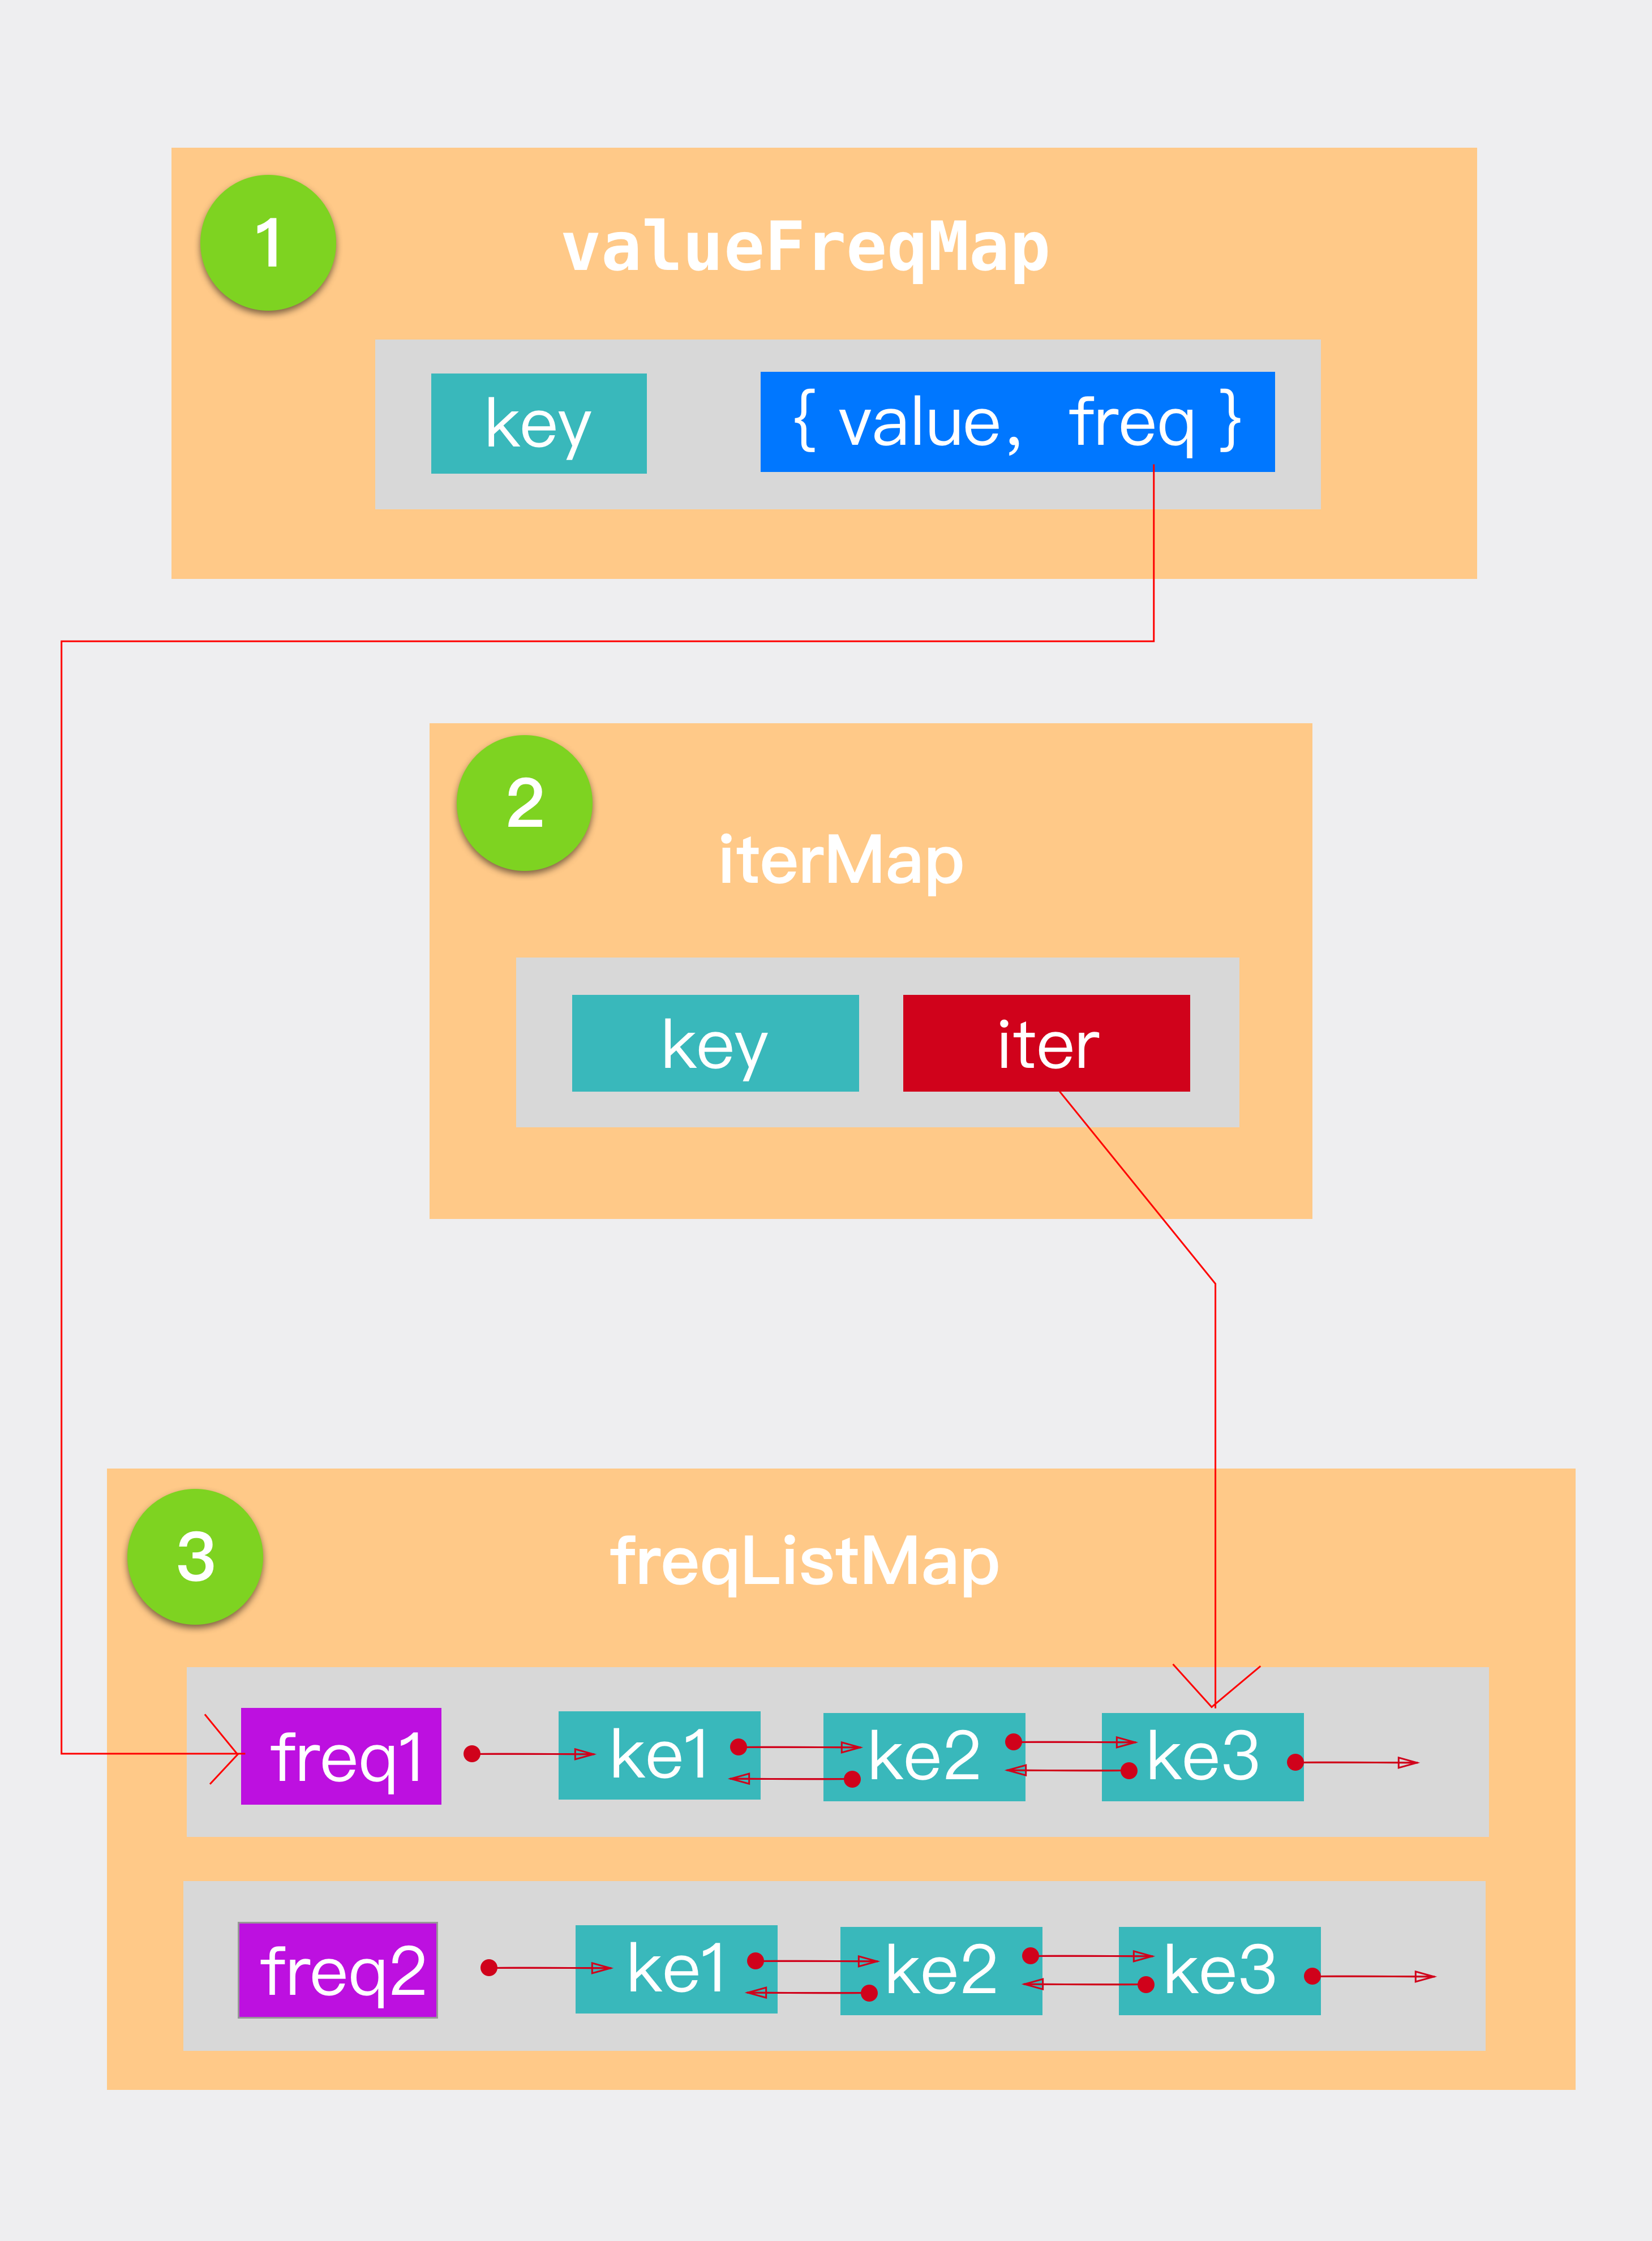 1
valueFreqMap
key
{ value, freq }
2
iterMap
key
iter
3
freqListMap
freq1
ke1
ke2
ke3
freq2
ke1
ke2
ke3